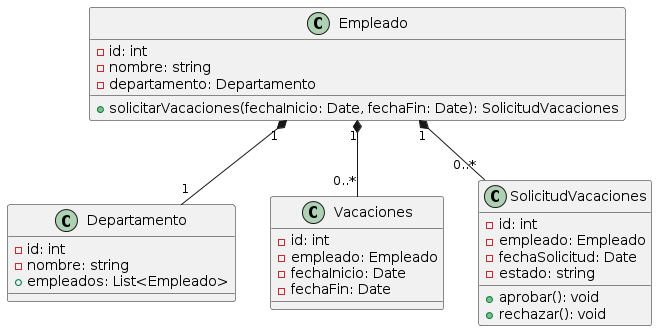 C Empleado
id: int
nombre: string
departamento: Departamento
solicitarVacaciones(fechaInicio: Date, fechaFin: Date): SolicitudVacaciones
1
1
1
1
0..*
0..*
C Departamento
id: int
nombre: string
empleados: List<Empleado>
C Vacaciones
id: int
empleado: Empleado
fechaInicio: Date
fechaFin: Date
C SolicitudVacaciones
id: int
empleado: Empleado
fechaSolicitud: Date
estado: string
aprobar(): void
rechazar(): void